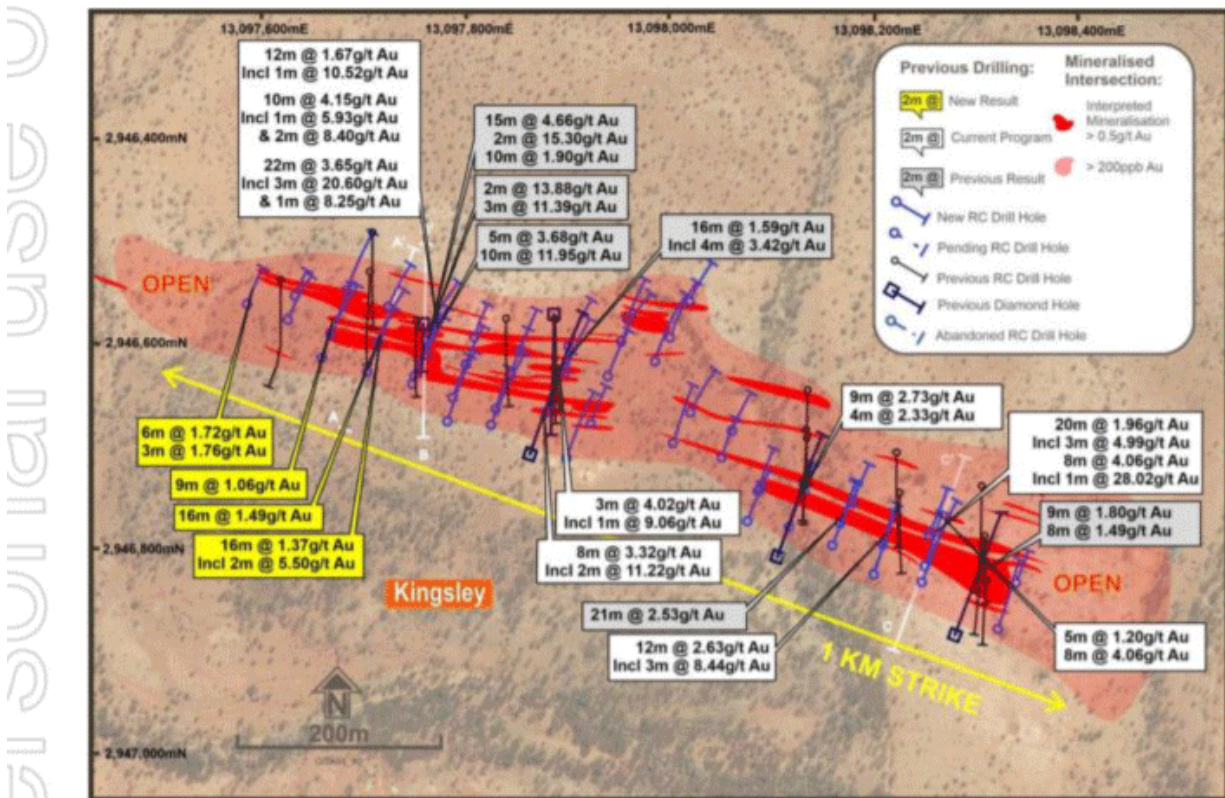 13,097,600mE
13,097,800mE
13,098,000mE
13,098,200mE
13,098,400mE
12m @ 1.67g/t Au
Incl 1m @ 10.52g/t Au
10m @ 4.15g/t Au
Incl 1m @ 5.93g/t Au
& 2m @ 8.40g/t Au
22m @ 3.65g/t Au
Incl 3m @ 20.60g/t Au
& 1m @ 8.25g/t Au
15m @ 4.66g/t Au
2m @ 15.30g/t Au
10m @ 1.90g/t Au
2m @ 13.88g/t Au
3m @ 11.39g/t Au
5m @ 3.68g/t Au
10m @ 11.95g/t Au
16m @ 1.59g/t Au
Incl 4m @ 3.42g/t Au
Previous Drilling:
2m @
New Result
2m @
Current Program
2m @
Previous Result
New RC Drill Hole
Pending RC Drill Hole
Previous RC Drill Hole
Previous Diamond Hole
Abandoned RC Drill Hole
Mineralised
Intersection:
Interpreted
Mineralisation
> 0.5g/t Au
> 200ppb Au
2,946,400mN
2,946,600mN
2,946,800mN
2,947,000mN
OPEN
A'
A
B
6m @ 1.72g/t Au
3m @ 1.76g/t Au
9m @ 1.06g/t Au
16m @ 1.49g/t Au
16m @ 1.37g/t Au
Incl 2m @ 5.50g/t Au
Kingsley
3m @ 4.02g/t Au
Incl 1m @ 9.06g/t Au
8m @ 3.32g/t Au
Incl 2m @ 11.22g/t Au
21m @ 2.53g/t Au
12m @ 2.63g/t Au
Incl 3m @ 8.44g/t Au
9m @ 2.73g/t Au
4m @ 2.33g/t Au
20m @ 1.96g/t Au
Incl 3m @ 4.99g/t Au
8m @ 4.06g/t Au
Incl 1m @ 28.02g/t Au
9m @ 1.80g/t Au
8m @ 1.49g/t Au
C'
C
OPEN
5m @ 1.20g/t Au
8m @ 4.06g/t Au
1 KM STRIKE
N
200m